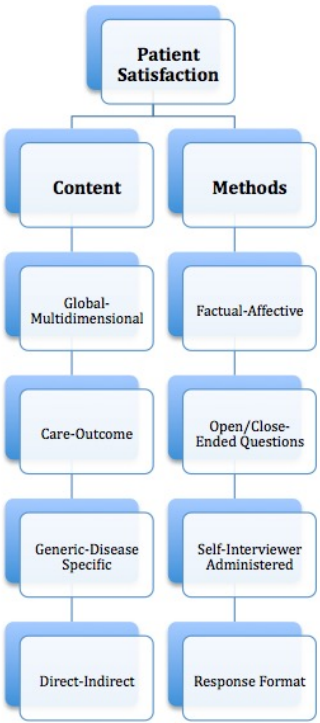 Patient
Satisfaction
Content
Methods
Global-
Multidimensional
Factual-Affective
Care-Outcome
Open/Close-
Ended Questions
Generic-Disease
Specific
Self-Interviewer
Administered
Direct-Indirect
Response Format